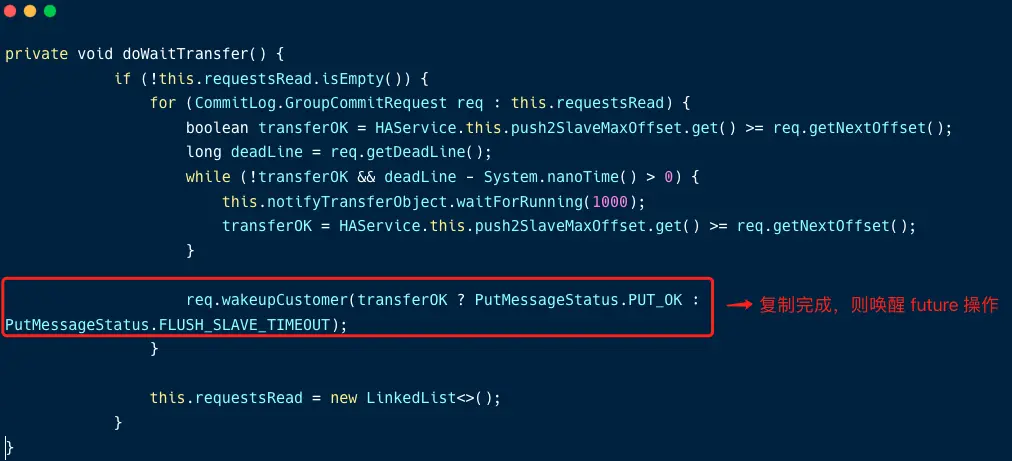 private void doWaitTransfer() {
if (!this.requestsRead.isEmpty()) {
for (CommitLog.GroupCommitRequest req : this.requestsRead) {
boolean transferOK = HAService.this.push2SlaveMaxOffset.get() >= req.getNextOffset();
long deadLine = req.getDeadLine();
while (!transferOK && deadLine - System.nanoTime() > 0) {
this.notifyTransferObject.waitForRunning(1000);
transferOK = HAService.this.push2SlaveMaxOffset.get() >= req.getNextOffset();
}
req.wakeupCustomer(transferOK ? PutMessageStatus.PUT_OK :
PutMessageStatus.FLUSH_SLAVE_TIMEOUT);
复制完成，则唤醒 future 操作
}
this.requestsRead = new LinkedList<>();
}
}